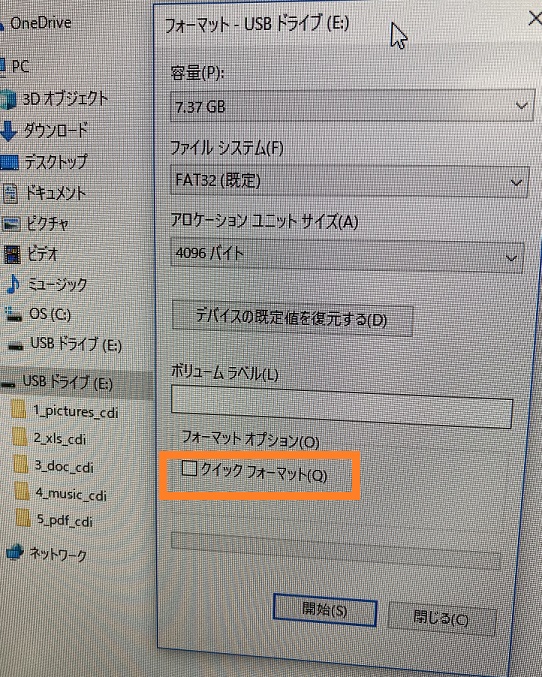 OneDrive
PC
3D オブジェクト
ダウンロード
デスクトップ
ドキュメント
ピクチャ
ビデオ
ミュージック
OS (C:)
USB ドライブ (E:)
USB ドライブ (E:)
1_pictures_cdi
2_xls_cdi
3_doc_cdi
4_music_cdi
5_pdf_cdi
ネットワーク
フォーマット - USB ドライブ (E:)
容量(P):
7.37 GB
ファイル システム(F)
FAT32 (既定)
アロケーション ユニット サイズ(A)
4096 バイト
デバイスの既定値を復元する(D)
ボリューム ラベル(L)
フォーマット オプション(O)
クイック フォーマット(Q)
開始(S)
閉じる(C)